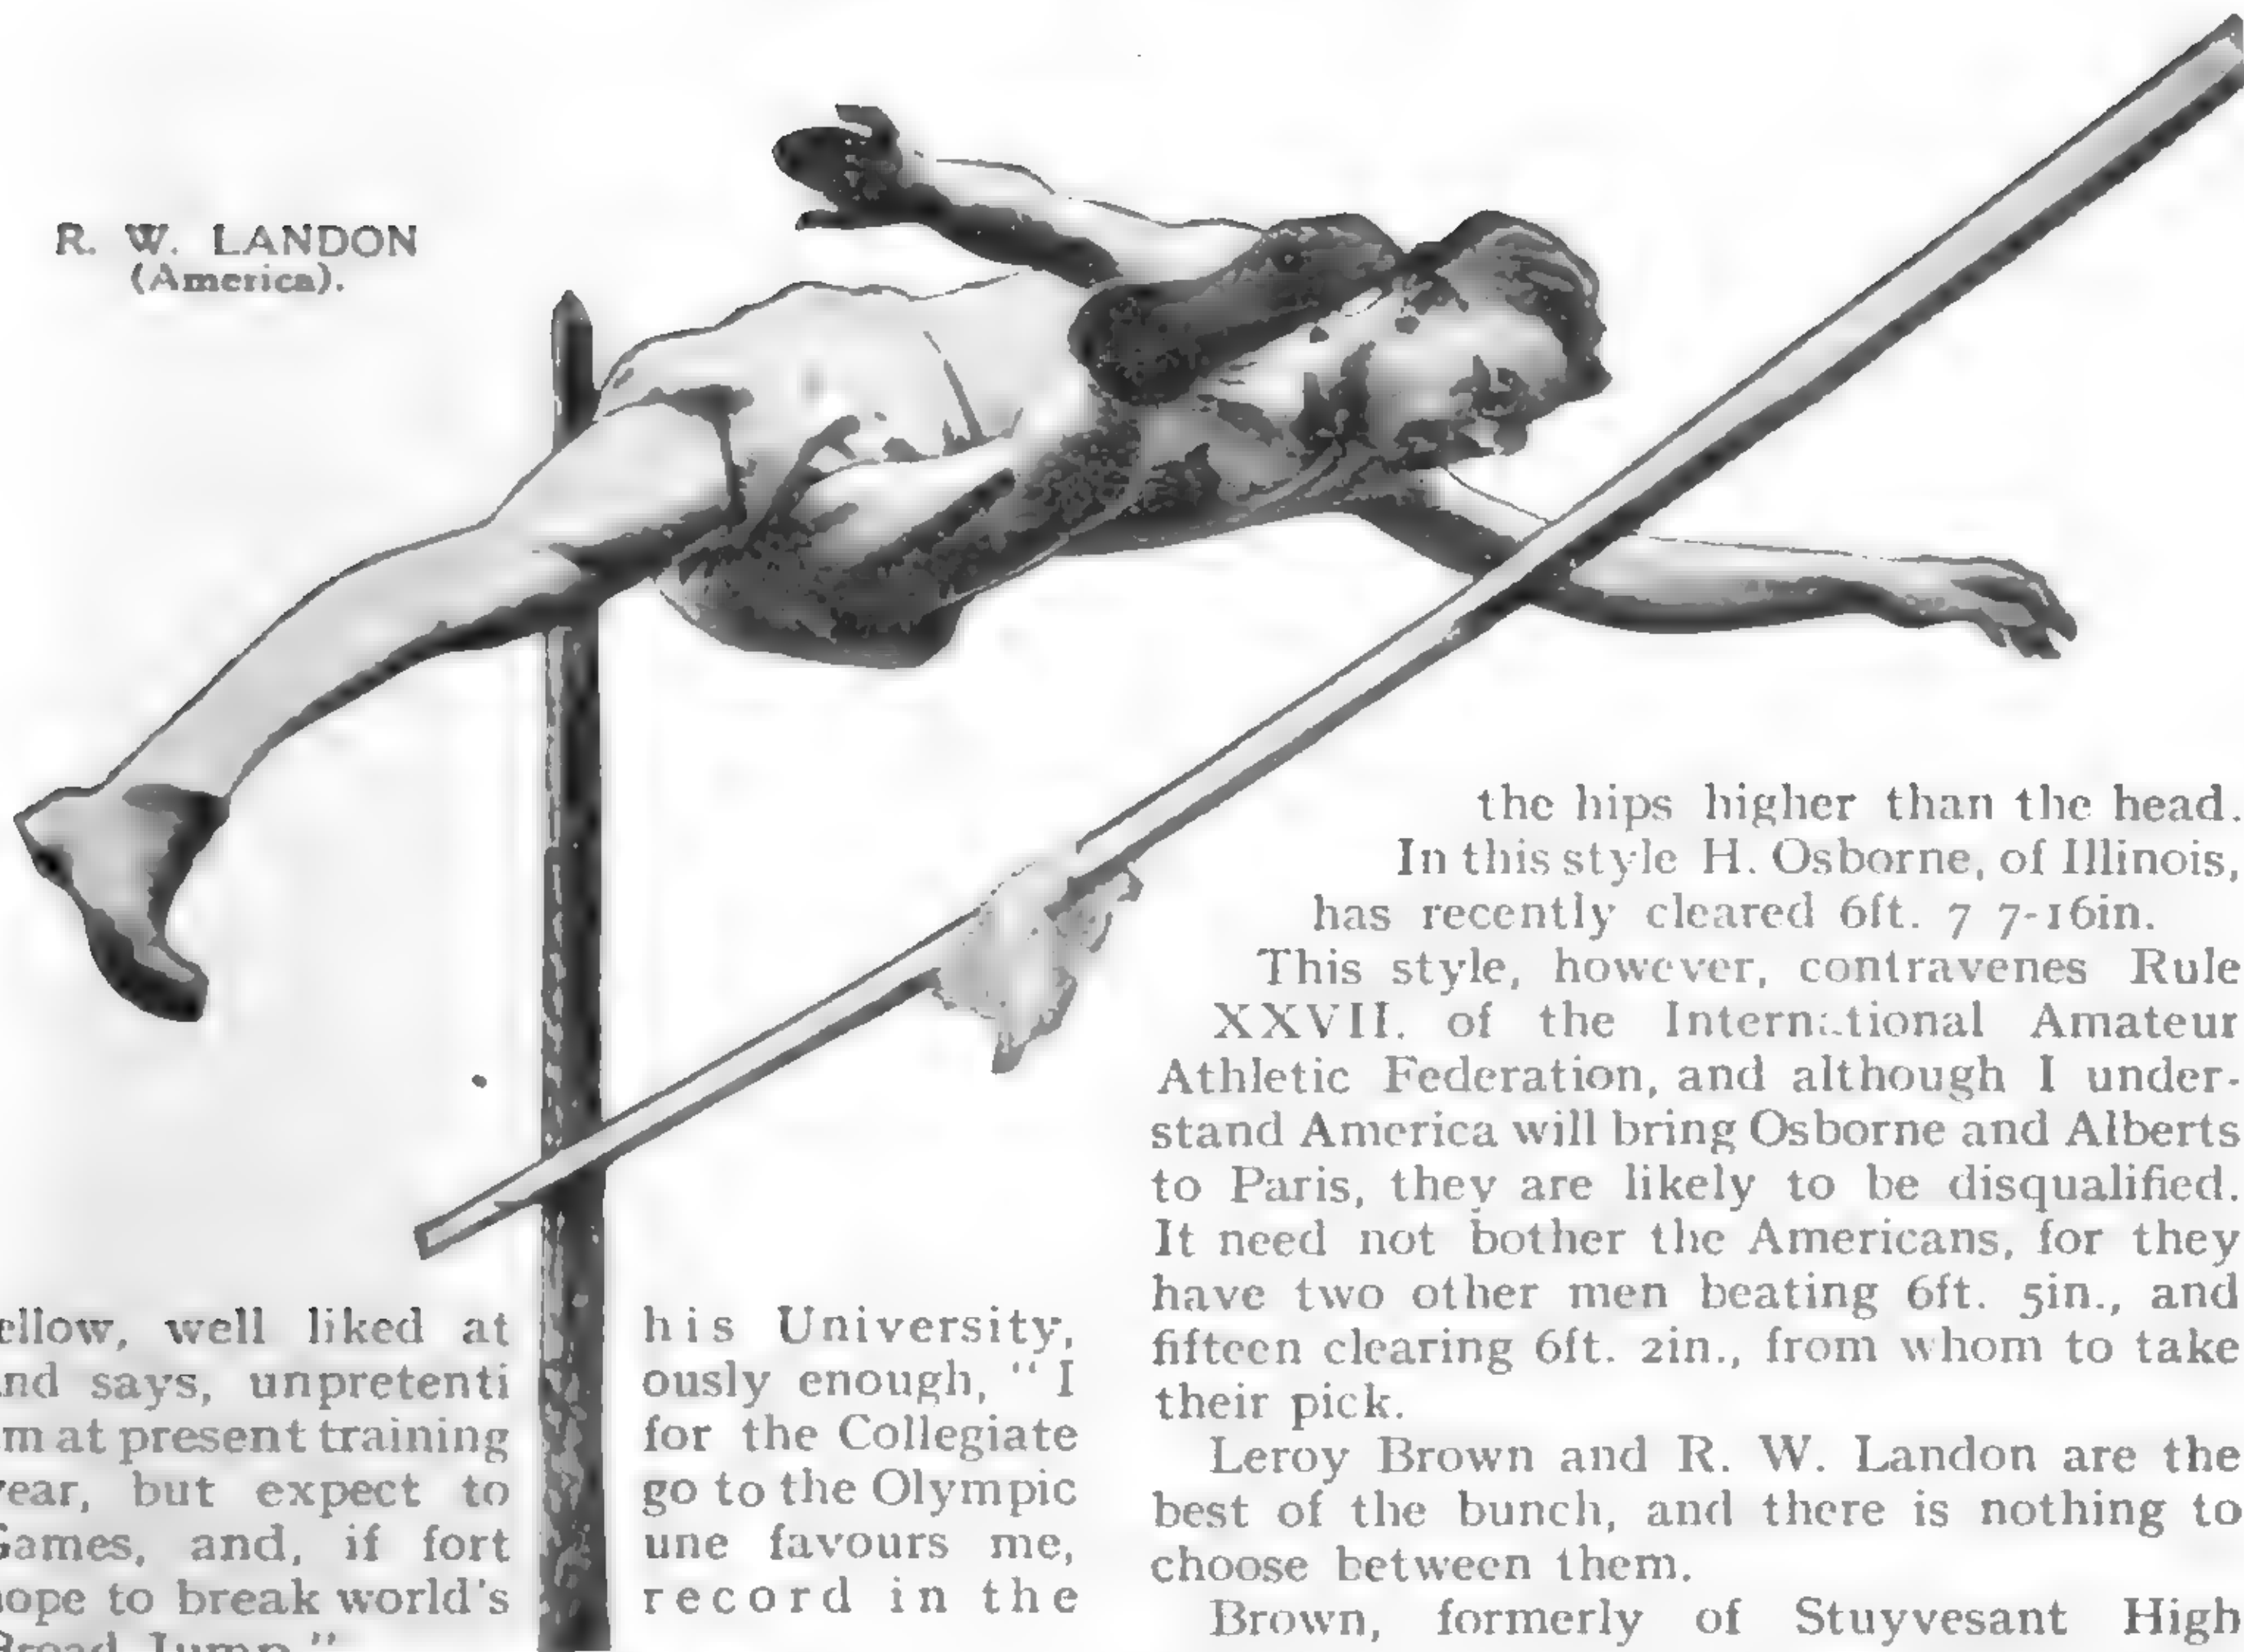 R. W. LANDON
(America).
ellow, well liked at his University,
nd says, unpretenti ously enough, “ I
m at present training for the Collegiate
year, but expect to go to the Olympic
Games, and, if fort une favours me,
hope to break world's record in the
Broad Jump.”
the hips higher than the head.
In this style H. Osborne, of Illinois,
has recently cleared 6ft. 7 7-16in.
This style, however, contravenes Rule
XXVII. of the International Amateur
Athletic Federation, and although I under-
stand America will bring Osborne and Alberts
to Paris, they are likely to be disqualified.
It need not bother the Americans, for they
have two other men beating 6ft. 5in., and
fifteen clearing 6ft. 2in., from whom to take
their pick.
Leroy Brown and R. W. Landon are the
best of the bunch, and there is nothing to
choose between them.
Brown, formerly of Stuyvesant High